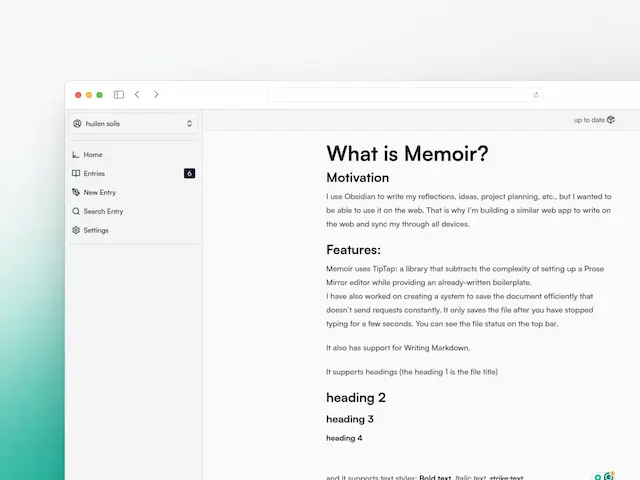 huilen solis
up to date
Home
Entries
6
New Entry
Search Entry
Settings
What is Memoir?
Motivation
I use Obsidian to write my reflections, ideas, project planning, etc., but I wanted to
be able to use it on the web. That is why I'm building a similar web app to write on
the web and sync my through all devices.
Features:
Memoir uses TipTap: a library that subtracts the complexity of setting up a Prose
Mirror editor while providing an already-written boilerplate.
I have also worked on creating a system to save the document efficiently that
doesn't send requests constantly. It only saves the file after you have stopped
typing for a few seconds. You can see the file status on the top bar.
It also has support for Writing Markdown.
It supports headings (the heading 1 is the file title)
heading 2
heading 3
heading 4
and it supports text styles: Bold text, Italic text, strike text